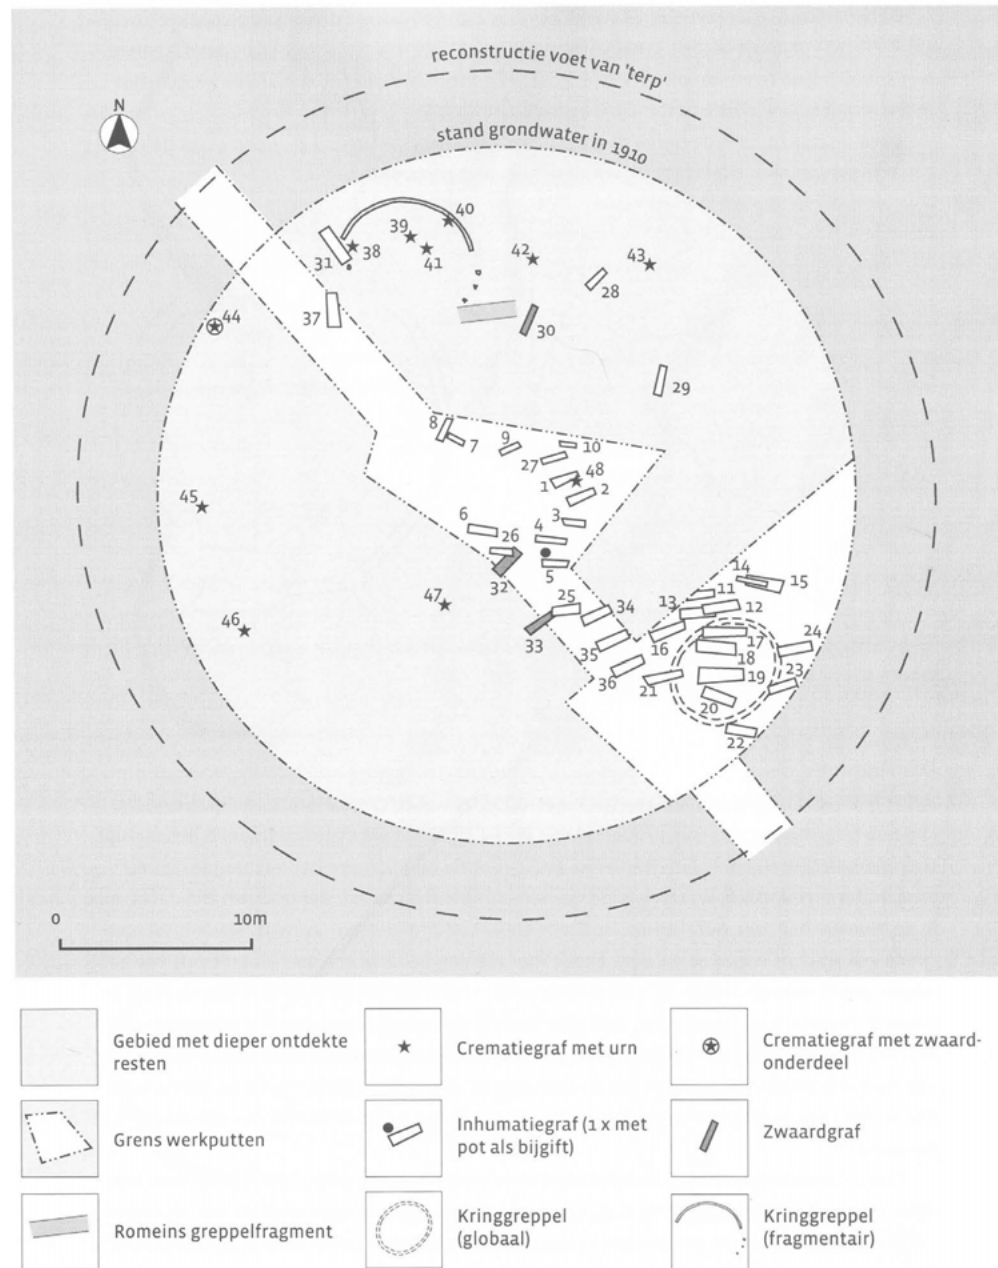 reconstructie voet van 'terp'
N
stand grondwater in 1910
40
39
38
41
31
42
43
28
44
37
30
29
8
7
9
10
27
48
1
2
45
3
6
4
26
5
14
15
32
11
25
34
13
12
47
46
33
16
17
24
35
18
36
19
23
21
20
22
0
10m
Gebied met dieper ontdekte
resten
Crematiegraf met urn
Crematiegraf met zwaard-
onderdeel
Grens werkputten
Inhumatiegraf (1 x met
pot als bijgift)
Zwaardgraf
Romeins greppelfragment
Kringgreppel
(globaal)
Kringgreppel
(fragmentair)